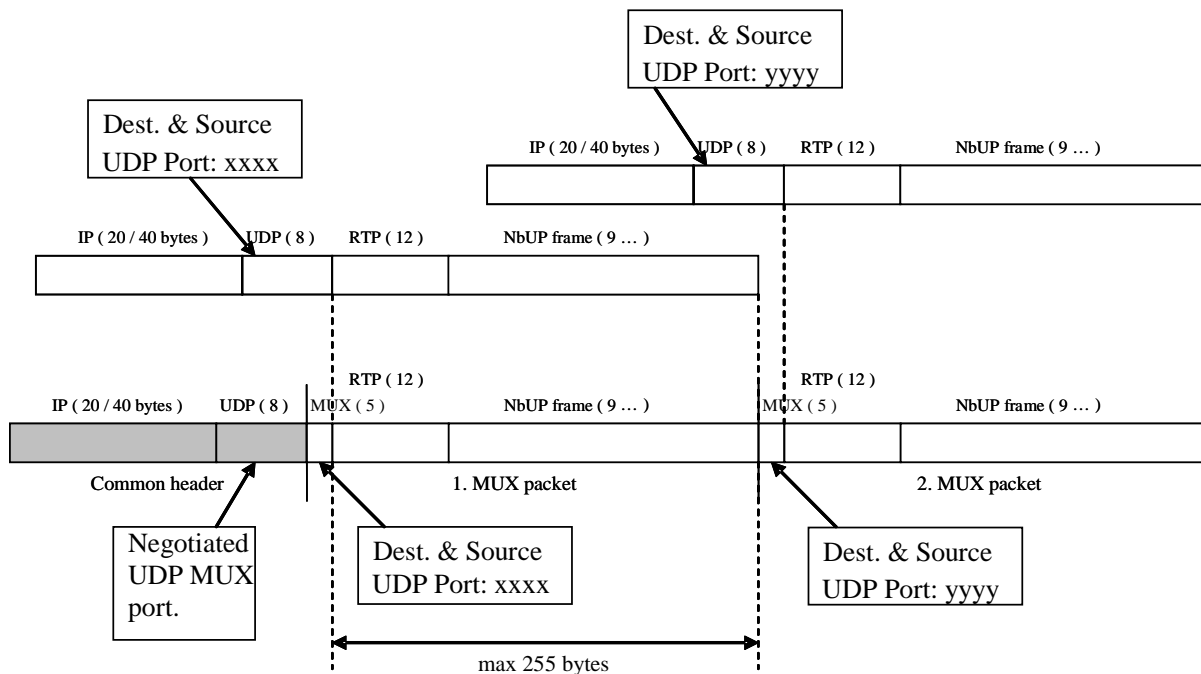 Dest. & Source
UDP Port: yyyy
Dest. & Source
UDP Port: xxxx
IP ( 20 / 40 bytes ) UDP ( 8 ) RTP ( 12 ) NbUP frame ( 9 ... )
IP ( 20 / 40 bytes ) UDP ( 8 ) RTP ( 12 ) NbUP frame ( 9 ... )
RTP ( 12 ) RTP ( 12 )
IP ( 20 / 40 bytes ) UDP ( 8 ) MUX ( 5 ) NbUP frame ( 9 ... ) MUX ( 5 ) NbUP frame ( 9 ... )
Common header 1. MUX packet 2. MUX packet
Negotiated
UDP MUX
port.
Dest. & Source
UDP Port: xxxx
Dest. & Source
UDP Port: yyyy
max 255 bytes